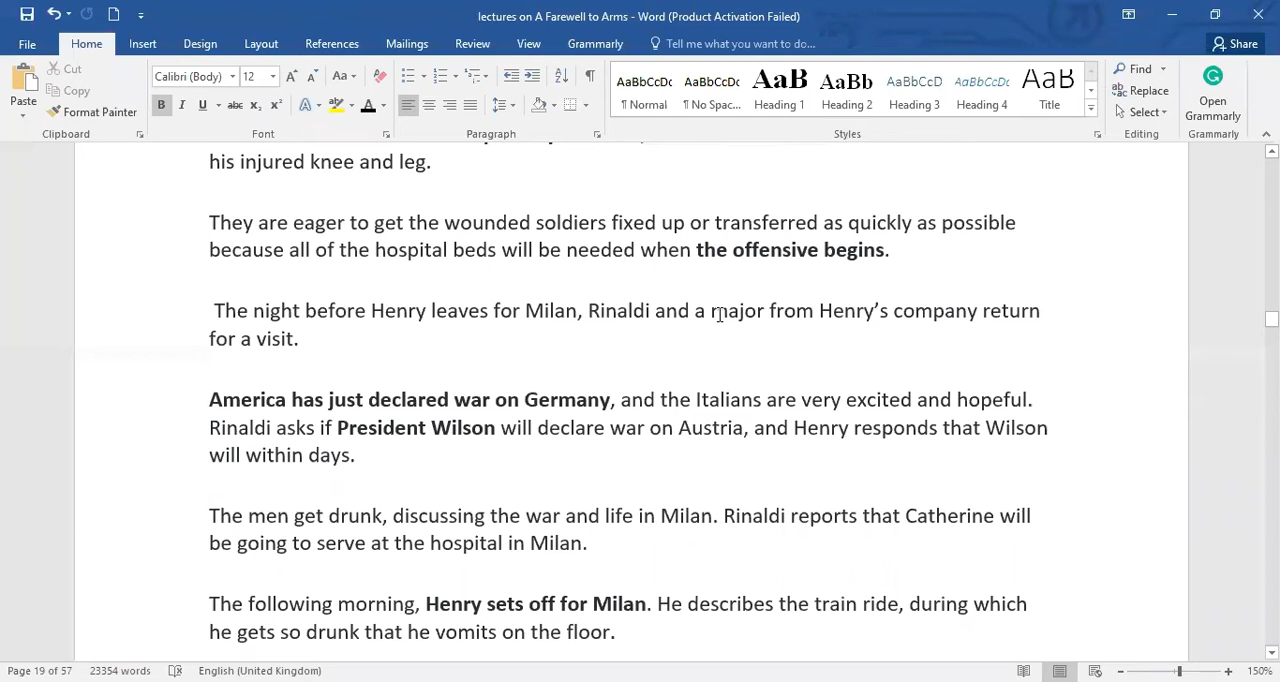 lectures on A Farewell to Arms - Word (Product Activation Failed)
File Home Insert Design Layout References Mailings Review View Grammarly Tell me what you want to do... Share
Paste Cut Copy Format Painter
Calibri (Body) 12
AaBbCcDc AaBbCcDc AaB AaBb AaBbCcD AaBbCcD AaB
¶ Normal ¶ No Spac... Heading 1 Heading 2 Heading 3 Heading 4 Title
Find Replace Select
Open Grammarly
Clipboard Font Paragraph Styles Editing Grammarly
his injured knee and leg.
They are eager to get the wounded soldiers fixed up or transferred as quickly as possible
because all of the hospital beds will be needed when the offensive begins.
The night before Henry leaves for Milan, Rinaldi and a major from Henry’s company return
for a visit.
America has just declared war on Germany, and the Italians are very excited and hopeful.
Rinaldi asks if President Wilson will declare war on Austria, and Henry responds that Wilson
will within days.
The men get drunk, discussing the war and life in Milan. Rinaldi reports that Catherine will
be going to serve at the hospital in Milan.
The following morning, Henry sets off for Milan. He describes the train ride, during which
he gets so drunk that he vomits on the floor.
Page 19 of 57 23354 words English (United Kingdom) 150%